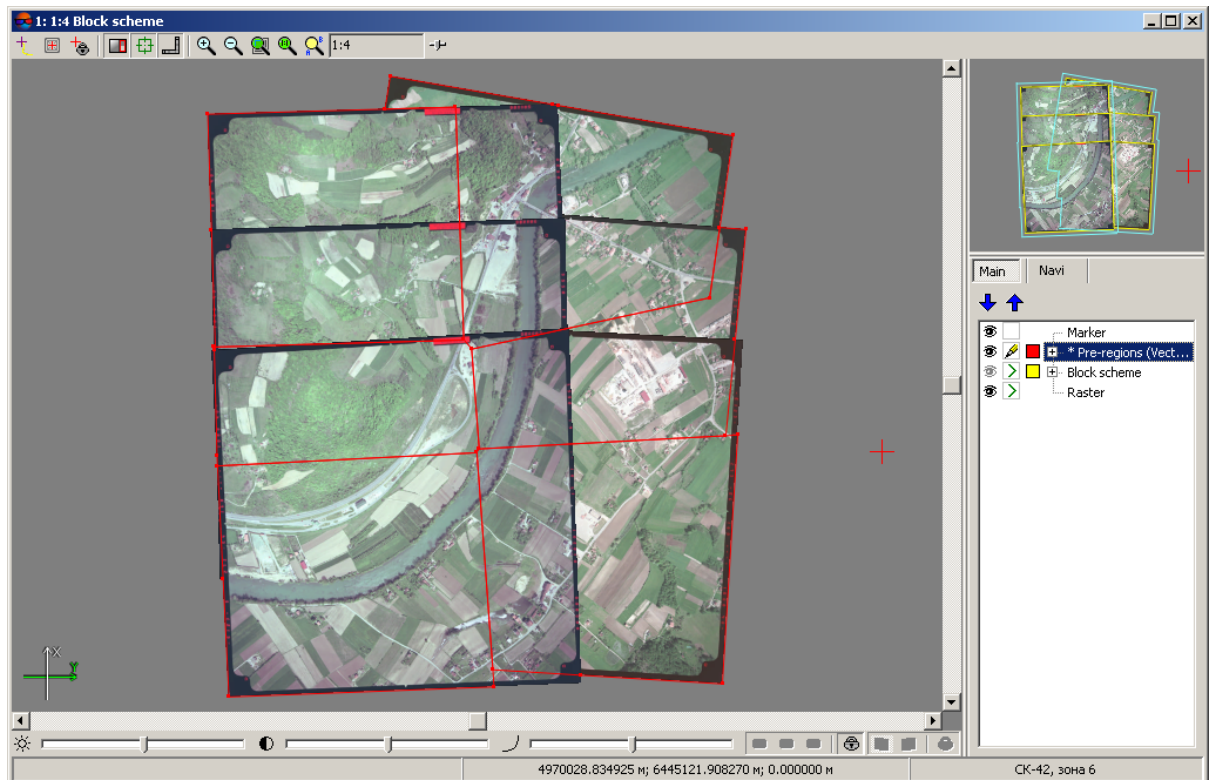 1: 1:4 Block scheme
1:4
Main
Navi
Marker
* Pre-regions (Vect...
Block scheme
Raster
X
Y
4970028.834925 м; 6445121.908270 м; 0.000000 м
СК-42, зона 6